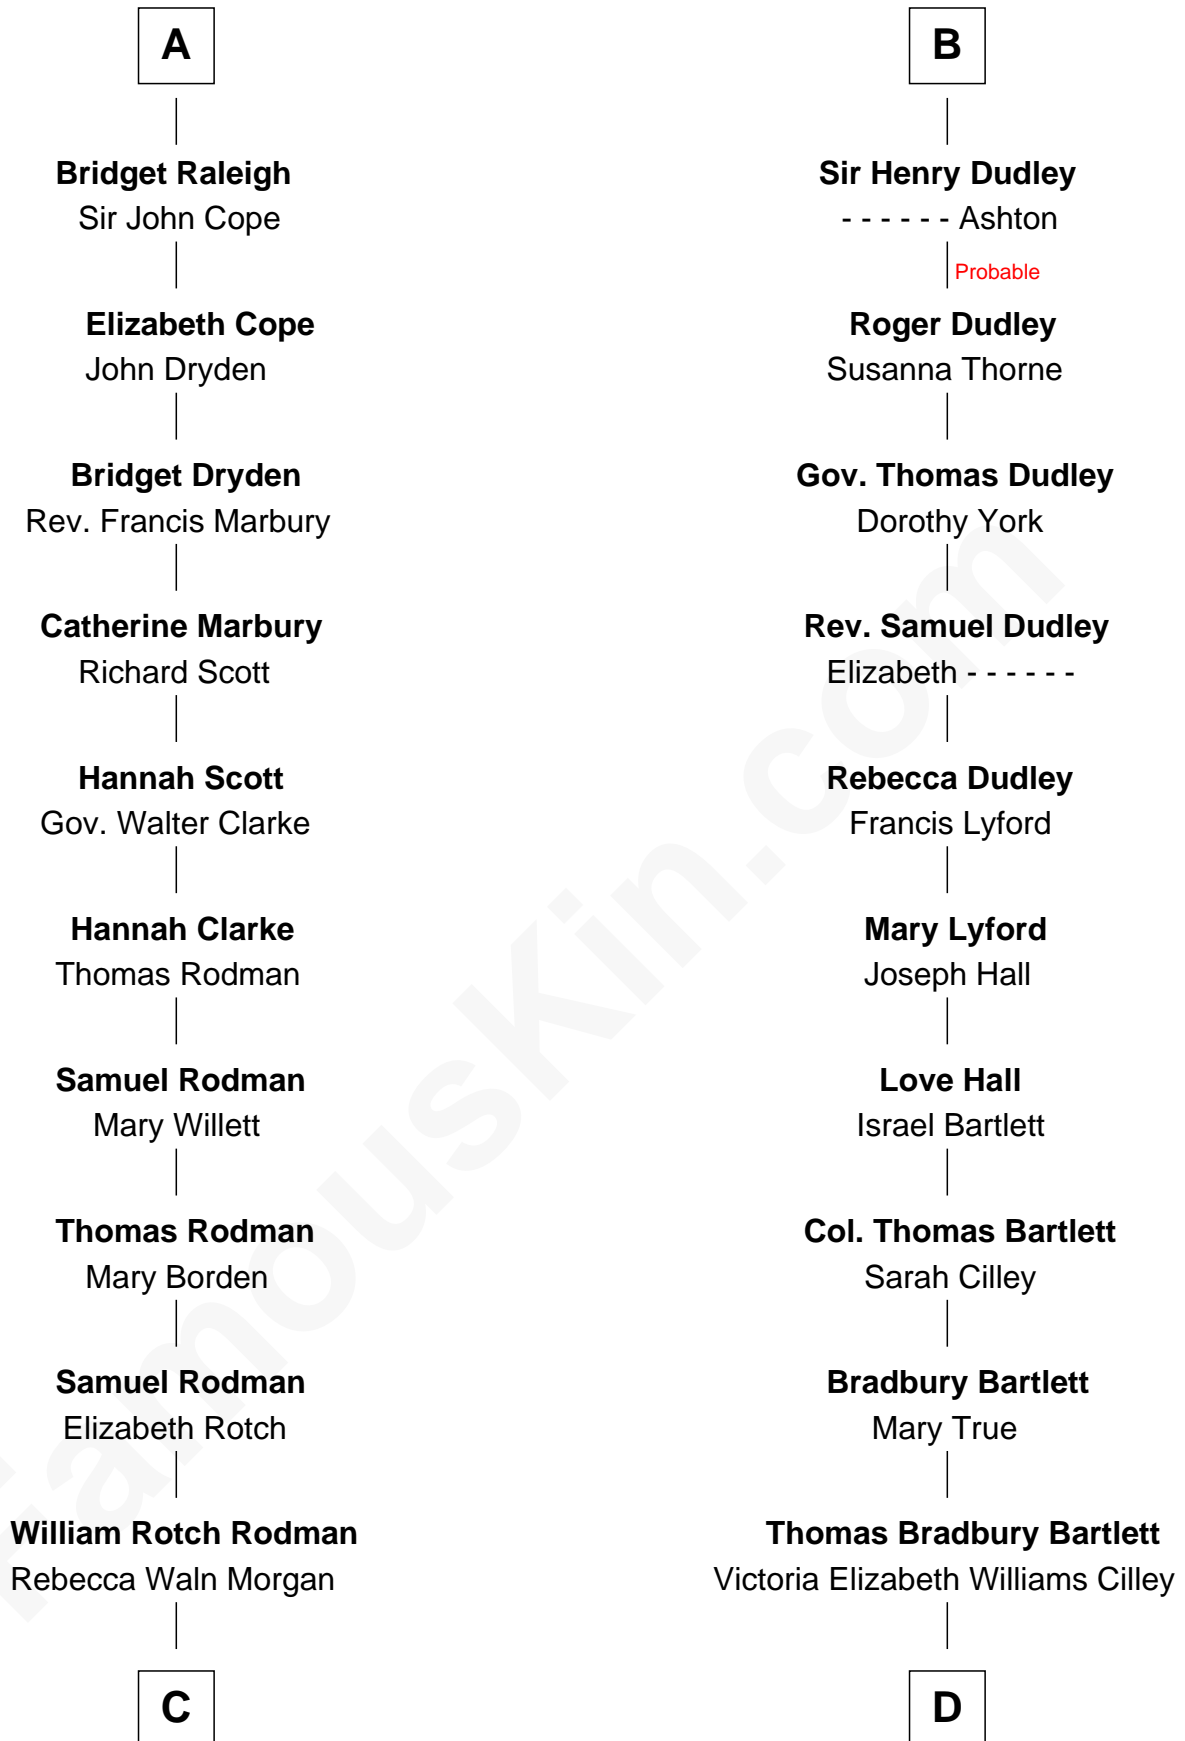 A
Bridget Raleigh
Sir John Cope
Elizabeth Cope
John Dryden
Bridget Dryden
Rev. Francis Marbury
Catherine Marbury
Richard Scott
Hannah Scott
Gov. Walter Clarke
Hannah Clarke
Thomas Rodman
Samuel Rodman
Mary Willett
Thomas Rodman
Mary Borden
Samuel Rodman
Elizabeth Rotch
William Rotch Rodman
Rebecca Waln Morgan
C
B
Sir Henry Dudley
- - - - - - Ashton
Probable
Roger Dudley
Susanna Thorne
Gov. Thomas Dudley
Dorothy York
Rev. Samuel Dudley
Elizabeth - - - - - -
Rebecca Dudley
Francis Lyford
Mary Lyford
Joseph Hall
Love Hall
Israel Bartlett
Col. Thomas Bartlett
Sarah Cilley
Bradbury Bartlett
Mary True
Thomas Bradbury Bartlett
Victoria Elizabeth Williams Cilley
D
FamousKin.com